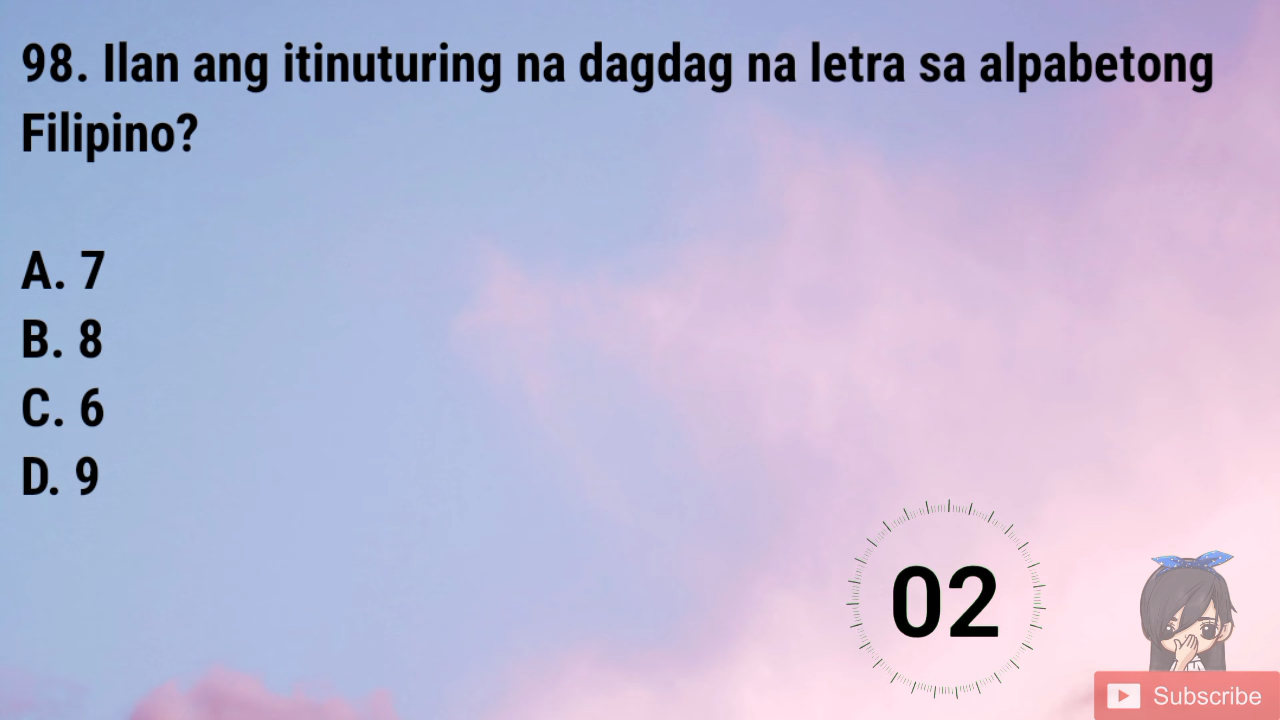 98. Ilan ang itinuturing na dagdag na letra sa alpabetong
Filipino?
A. 7
B. 8
C. 6
D. 9
02
Subscribe